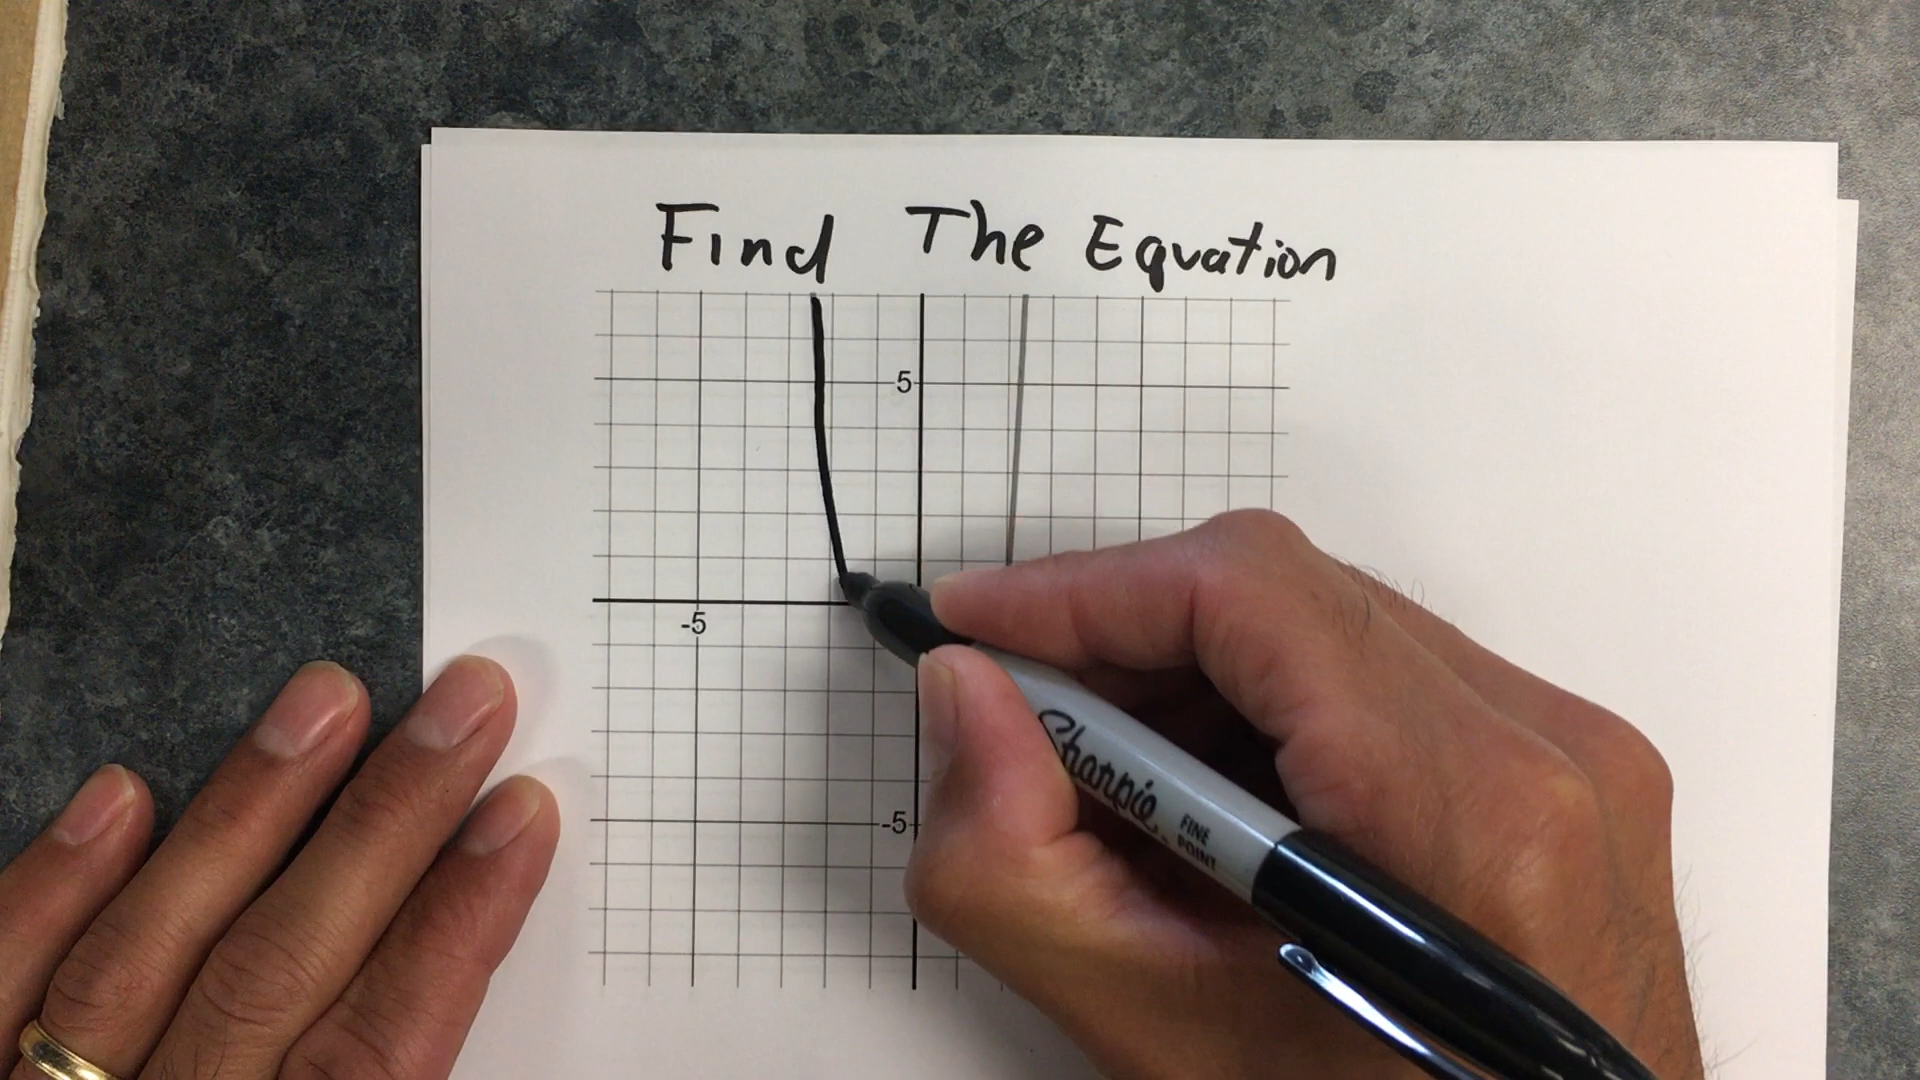 Find The Equation
5
-5
-5
Sharpie
FINE
POINT